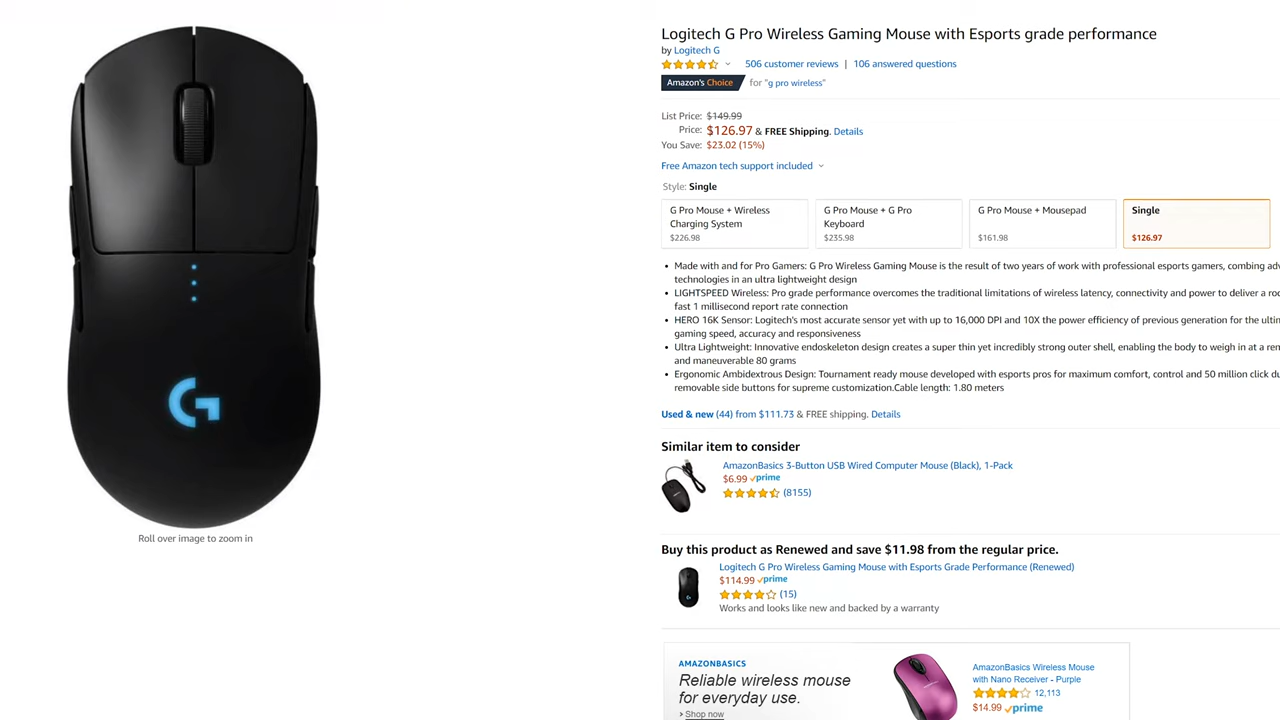 Logitech G Pro Wireless Gaming Mouse with Esports grade performance
by Logitech G
506 customer reviews | 106 answered questions
Amazon's Choice for "g pro wireless"
List Price: $149.99
Price: $126.97 & FREE Shipping. Details
You Save: $23.02 (15%)
Free Amazon tech support included
Style: Single
G Pro Mouse + Wireless Charging System
$226.98
G Pro Mouse + G Pro Keyboard
$235.98
G Pro Mouse + Mousepad
$161.98
Single
$126.97
• Made with and for Pro Gamers: G Pro Wireless Gaming Mouse is the result of two years of work with professional esports gamers, combing
technologies in an ultra lightweight design
• LIGHTSPEED Wireless: Pro grade performance overcomes the traditional limitations of wireless latency, connectivity and power to deliver a
fast 1 millisecond report rate connection
• HERO 16K Sensor: Logitech's most accurate sensor yet with up to 16,000 DPI and 10X the power efficiency of previous generation for the
gaming speed, accuracy and responsiveness
• Ultra Lightweight: Innovative endoskeleton design creates a super thin yet incredibly strong outer shell, enabling the body to weigh in at a
and maneuverable 80 grams
• Ergonomic Ambidextrous Design: Tournament ready mouse developed with esports pros for maximum comfort, control and 50 million click
removable side buttons for supreme customization.Cable length: 1.80 meters
Used & new (44) from $111.73 & FREE shipping. Details
Similar item to consider
AmazonBasics 3-Button USB Wired Computer Mouse (Black), 1-Pack
$6.99 prime
(8155)
Roll over image to zoom in
Buy this product as Renewed and save $11.98 from the regular price.
Logitech G Pro Wireless Gaming Mouse with Esports Grade Performance (Renewed)
$114.99 prime
(15)
Works and looks like new and backed by a warranty
AMAZONBASICS
Reliable wireless mouse
for everyday use.
Shop now
AmazonBasics Wireless Mouse
with Nano Receiver - Purple
12,113
$14.99 prime